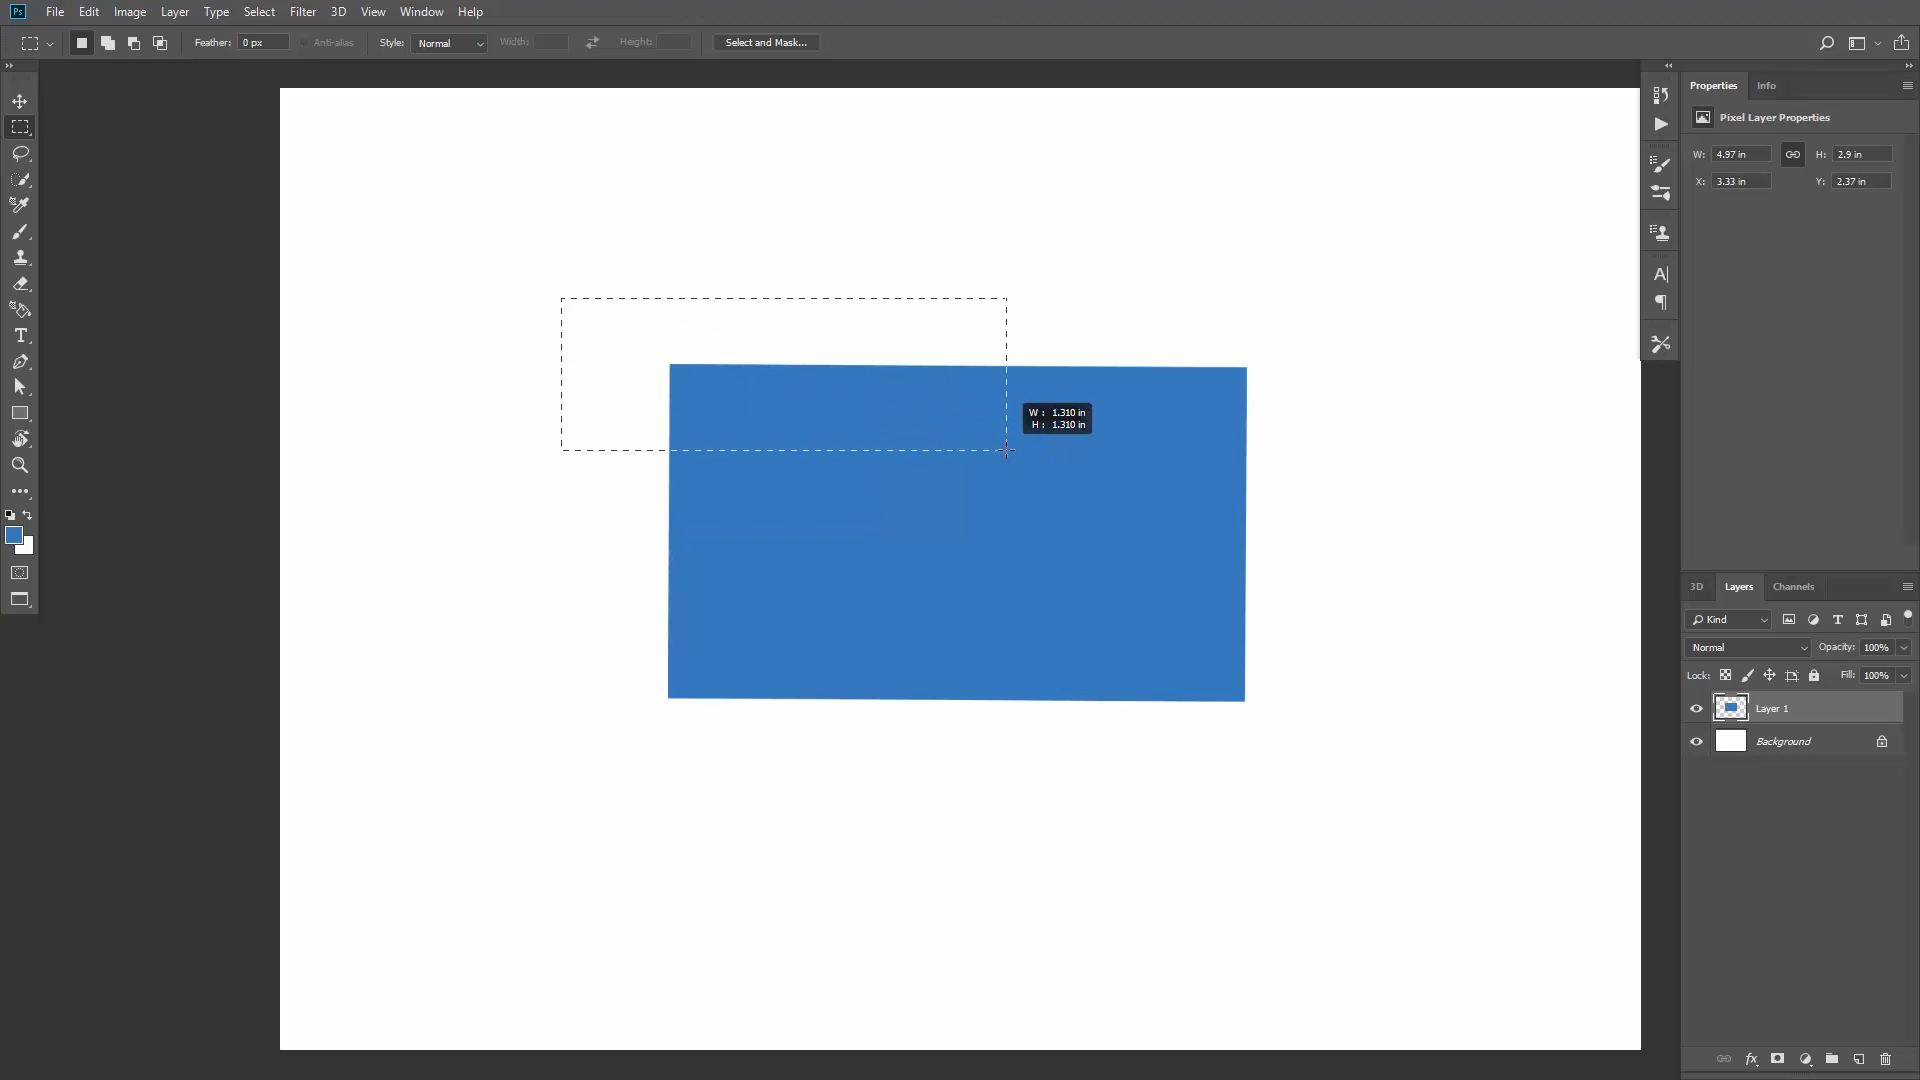 Ps File Edit Image Layer Type Select Filter 3D View Window Help
Feather: 0 px Anti-alias Style: Normal Width: Height: Select and Mask...
Properties Info
Pixel Layer Properties
W: 4.97 in H: 2.9 in
X: 3.33 in Y: 2.37 in
W : 1.310 in
H : 1.310 in
3D Layers Channels
Kind
Normal Opacity: 100%
Lock: Fill: 100%
Layer 1
Background